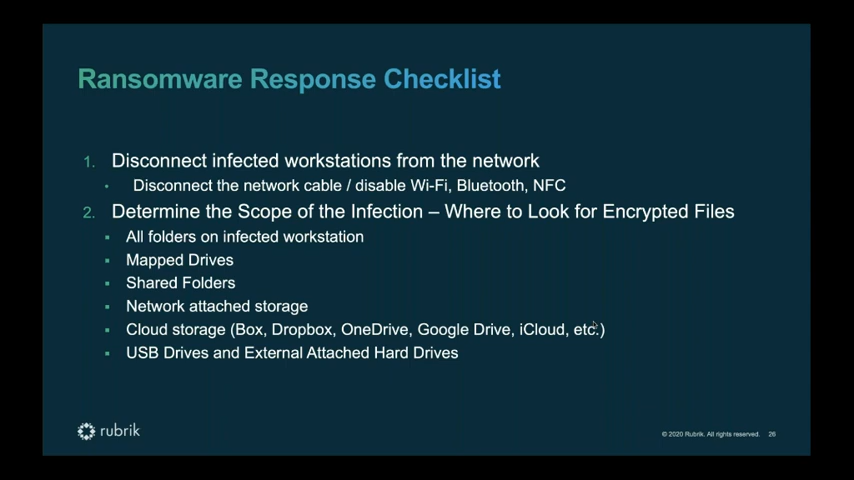 Ransomware Response Checklist
1. Disconnect infected workstations from the network
• Disconnect the network cable / disable Wi-Fi, Bluetooth, NFC
2. Determine the Scope of the Infection – Where to Look for Encrypted Files
▪ All folders on infected workstation
▪ Mapped Drives
▪ Shared Folders
▪ Network attached storage
▪ Cloud storage (Box, Dropbox, OneDrive, Google Drive, iCloud, etc.)
▪ USB Drives and External Attached Hard Drives
rubrik
© 2020 Rubrik. All rights reserved. 26